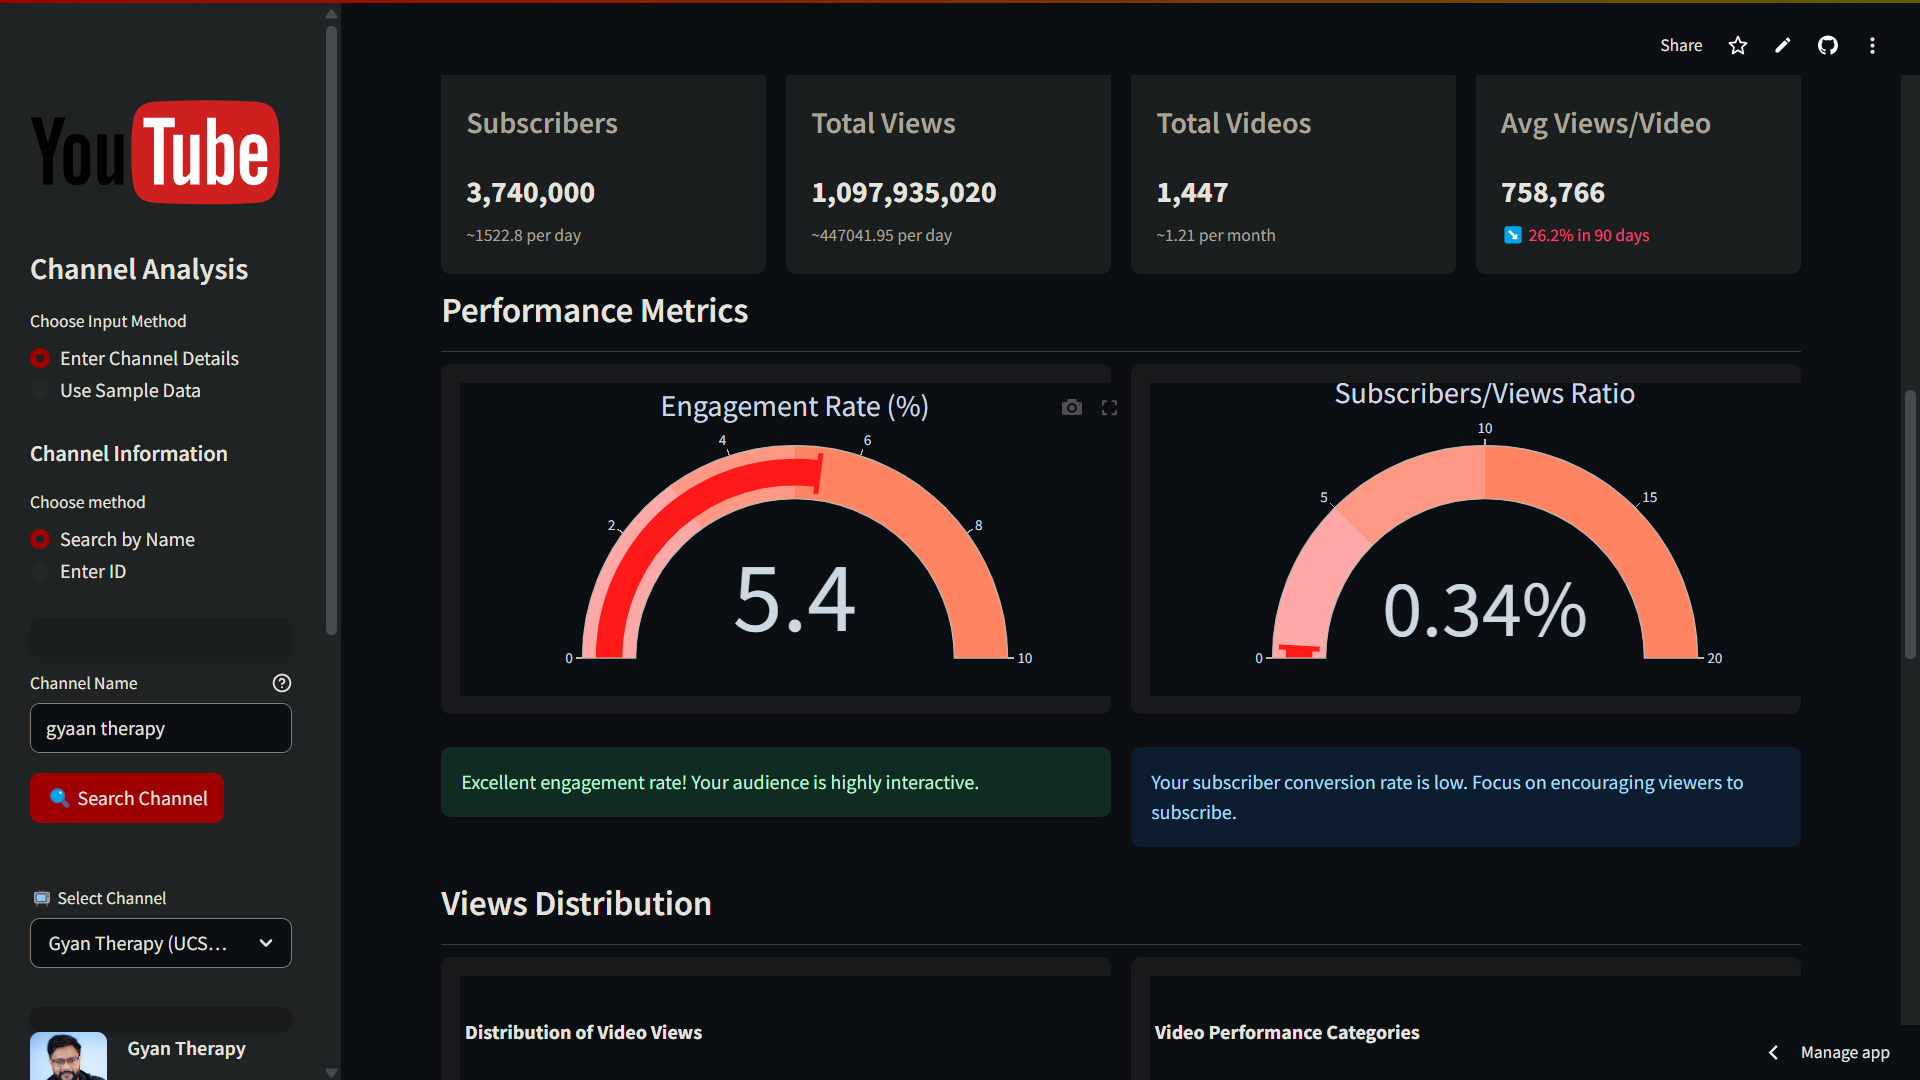 YouTube
Channel Analysis
Choose Input Method
Enter Channel Details
Use Sample Data
Channel Information
Choose method
Search by Name
Enter ID
Channel Name
gyaan therapy
Search Channel
Select Channel
Gyan Therapy (UCS...
Gyan Therapy
Share
Subscribers
3,740,000
~1522.8 per day
Total Views
1,097,935,020
~447041.95 per day
Total Videos
1,447
~1.21 per month
Avg Views/Video
758,766
26.2% in 90 days
Performance Metrics
Engagement Rate (%)
0
2
4
6
8
10
5.4
Subscribers/Views Ratio
0
5
10
15
20
0.34%
Excellent engagement rate! Your audience is highly interactive.
Your subscriber conversion rate is low. Focus on encouraging viewers to
subscribe.
Views Distribution
Distribution of Video Views
Video Performance Categories
Manage app